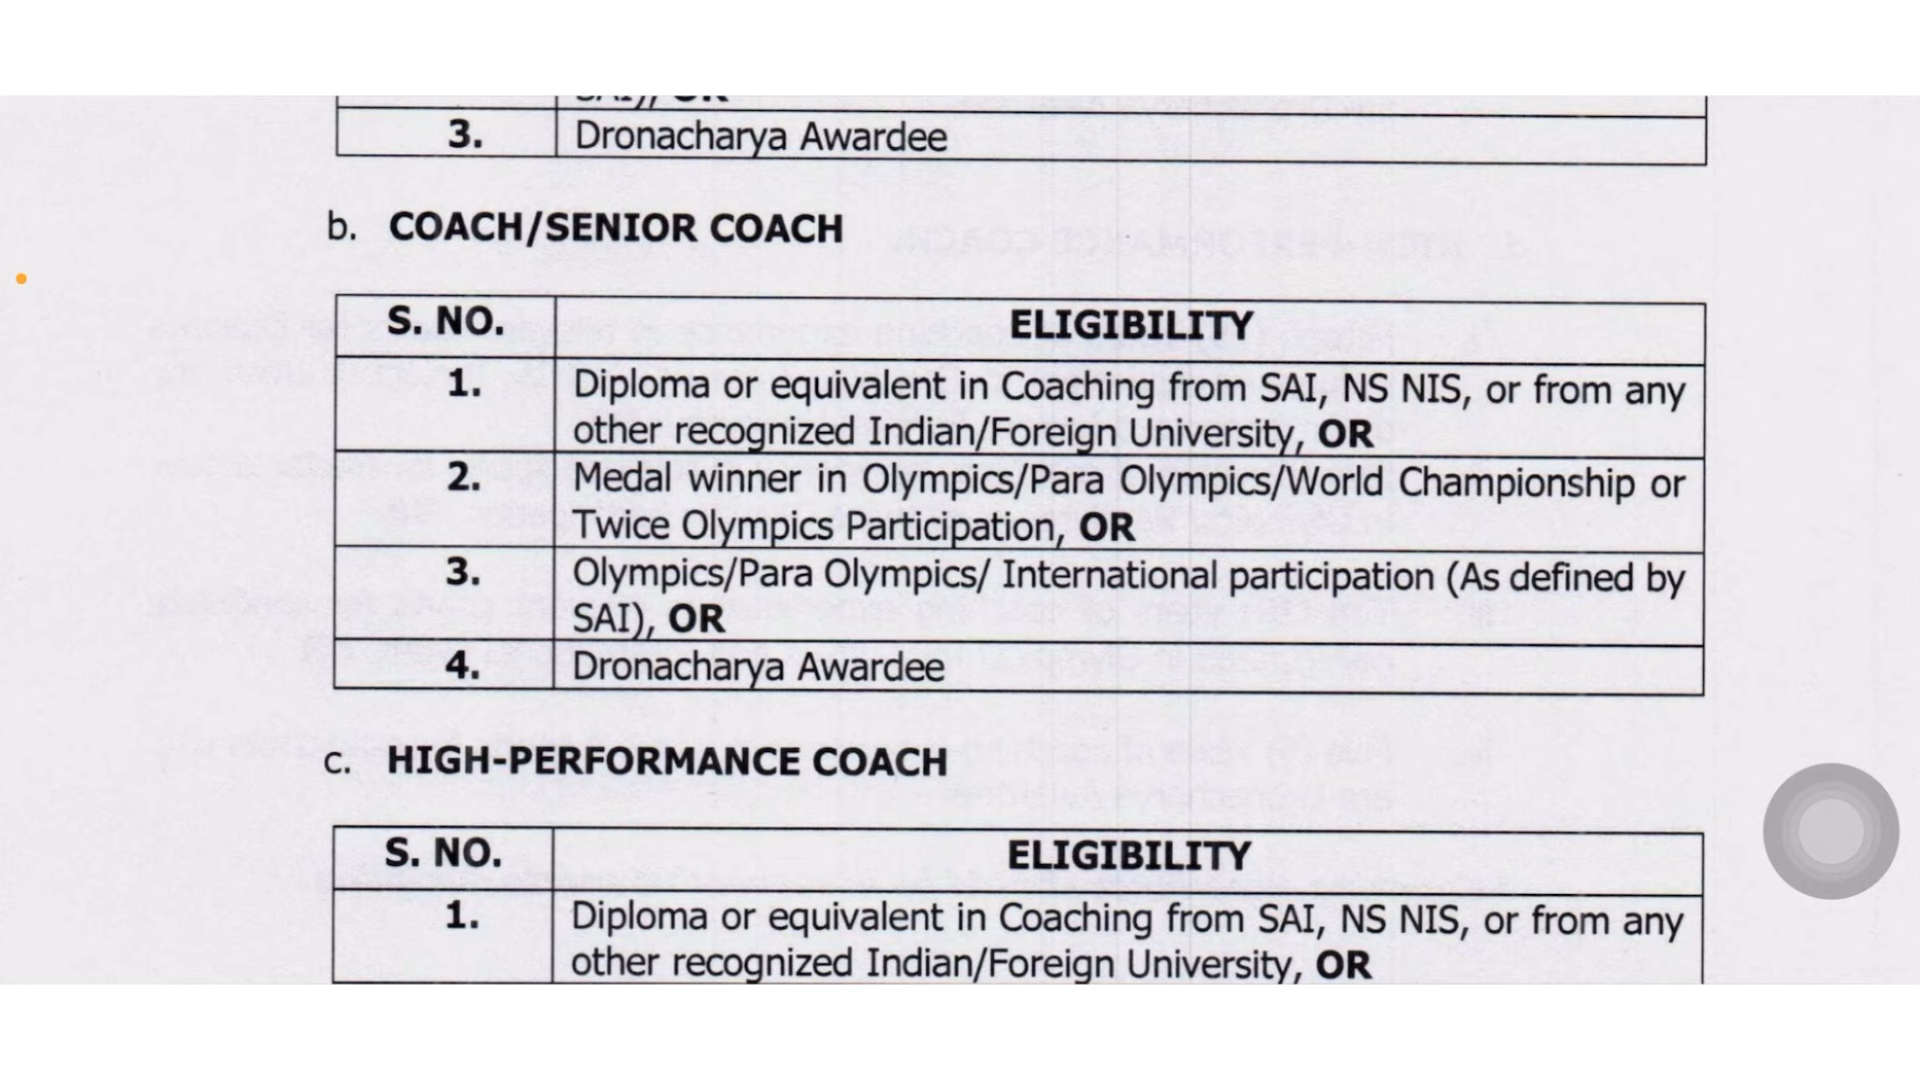 SAI), OR
3. Dronacharya Awardee
b. COACH/SENIOR COACH
S. NO. ELIGIBILITY
1. Diploma or equivalent in Coaching from SAI, NS NIS, or from any
other recognized Indian/Foreign University, OR
2. Medal winner in Olympics/Para Olympics/World Championship or
Twice Olympics Participation, OR
3. Olympics/Para Olympics/ International participation (As defined by
SAI), OR
4. Dronacharya Awardee
c. HIGH-PERFORMANCE COACH
S. NO. ELIGIBILITY
1. Diploma or equivalent in Coaching from SAI, NS NIS, or from any
other recognized Indian/Foreign University, OR